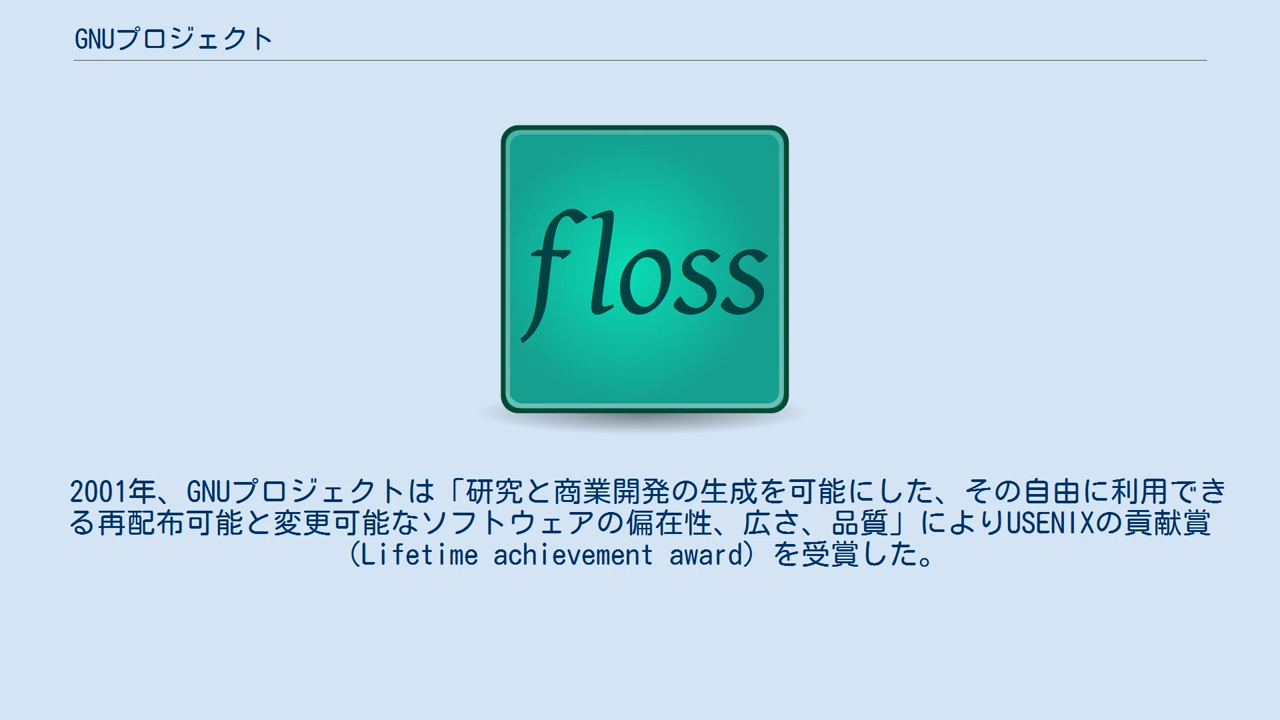 GNUプロジェクト
floss
2001年、GNUプロジェクトは「研究と商業開発の生成を可能にした、その自由に利用でき
る再配布可能と変更可能なソフトウェアの偏在性、広さ、品質」によりUSENIXの貢献賞
（Lifetime achievement award）を受賞した。